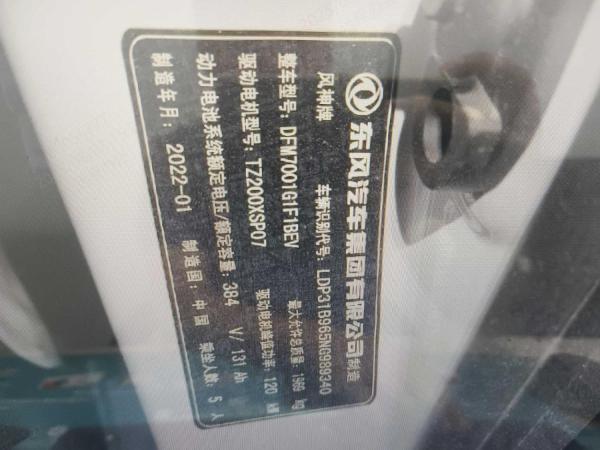 东风汽车集团有限公司制造
风神牌 车辆识别代号: LDP31B965NG989340
整车型号: DFM7001G1F1BEV 最大允许总质量: 1969 kg
驱动电机型号: TZ200XSP07 驱动电机峰值功率: 120 kW
动力电池系统额定电压/额定容量: 384 V/ 131 Ah
制造年月: 2022-01 制造国: 中国 乘坐人数: 5 人